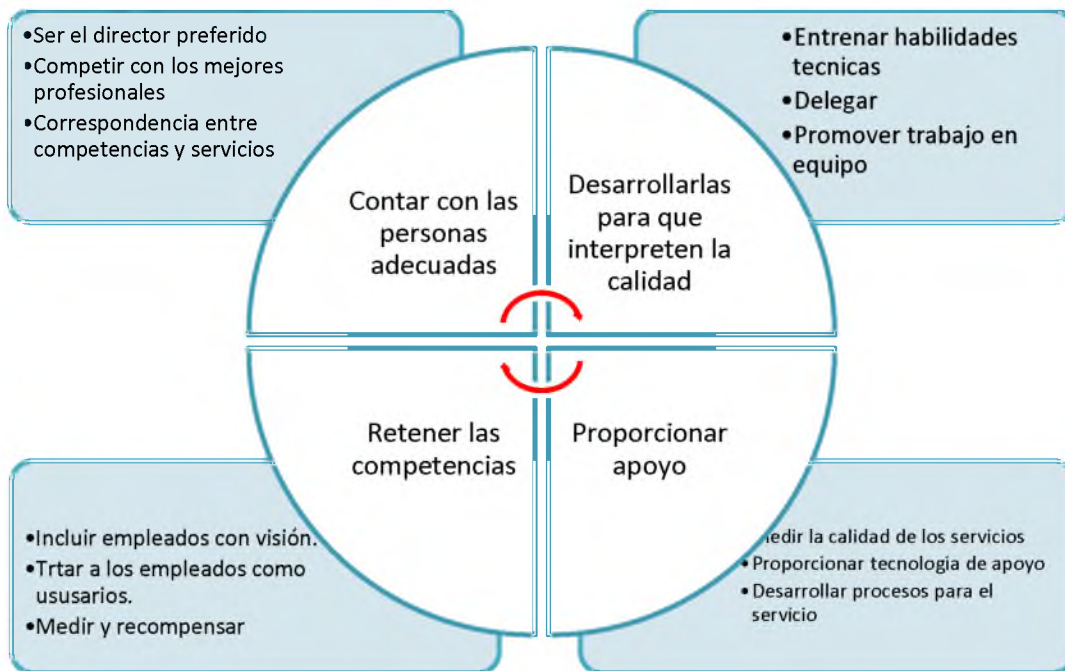 •Ser el director preferido
•Competir con los mejores
profesionales
•Correspondencia entre
competencias y servicios
•Entrenar habilidades
tecnicas
•Delegar
•Promover trabajo en
equipo
Contar con las
personas
adecuadas
Desarrollarlas
para que
interpreten la
calidad
Retener las
competencias
Proporcionar
apoyo
•Incluir empleados con visión.
•Trtar a los empleados como
ususarios.
•Medir y recompensar
edir la calidad de los servicios
•Proporcionar tecnologia de apoyo
•Desarrollar procesos para el
servicio